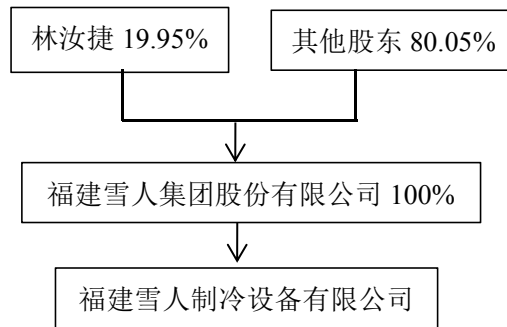 林汝捷 19.95%
其他股东 80.05%
福建雪人集团股份有限公司 100%
福建雪人制冷设备有限公司